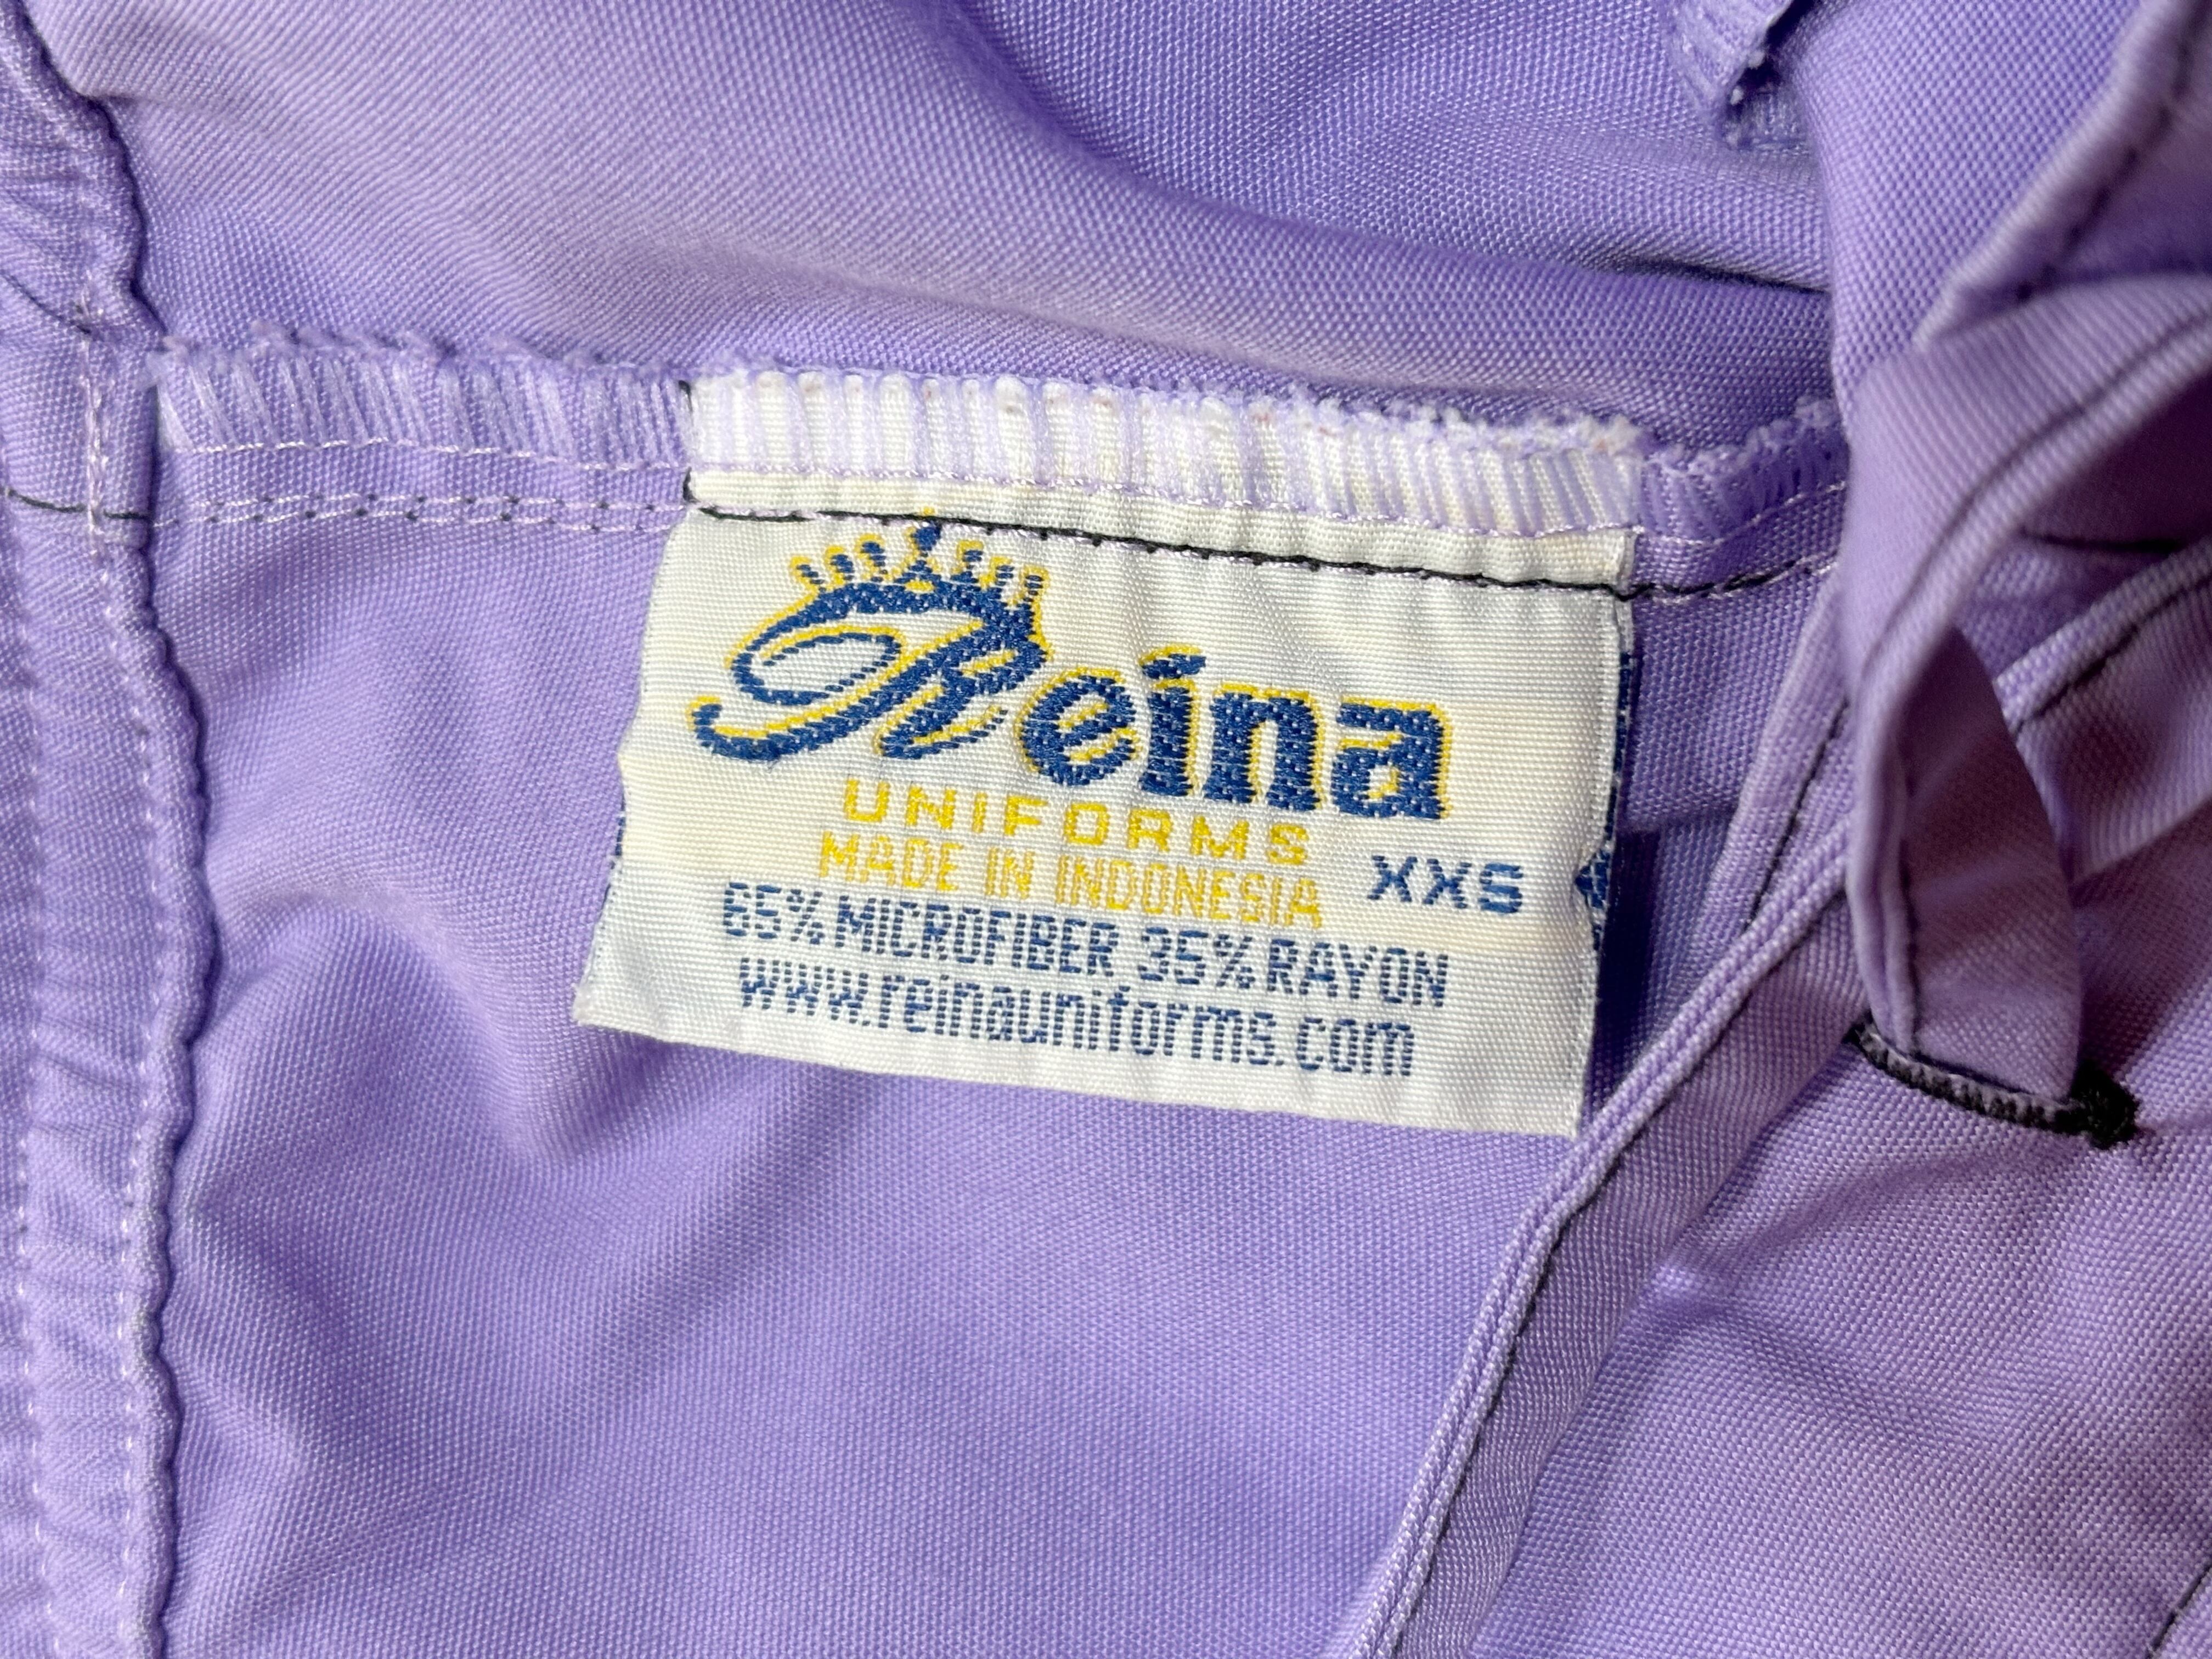 Reina
UNIFORMS
MADE IN INDONESIA XXS
65% MICROFIBER 35% RAYON
www.reinauniforms.com